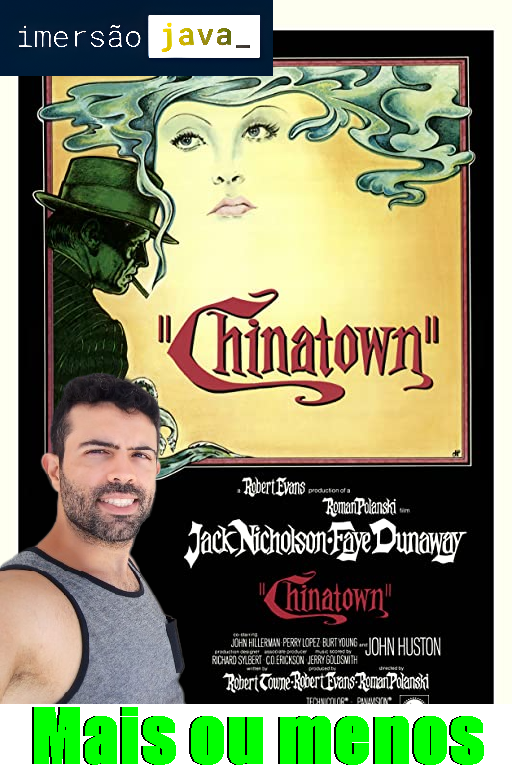 imersão java_
"Chinatown"
a Robert Evans production of a
Roman Polanski film
Jack Nicholson·Faye Dunaway
"Chinatown"
co-starring
JOHN HILLERMAN·PERRY LOPEZ·BURT YOUNG and JOHN HUSTON
production designer associate producer music scored by
RICHARD SYLBERT C.O. ERICKSON JERRY GOLDSMITH
written by produced by directed by
Robert Towne·Robert Evans·Roman Polanski
TECHNICOLOR® · PANAVISION®
Mais ou menos